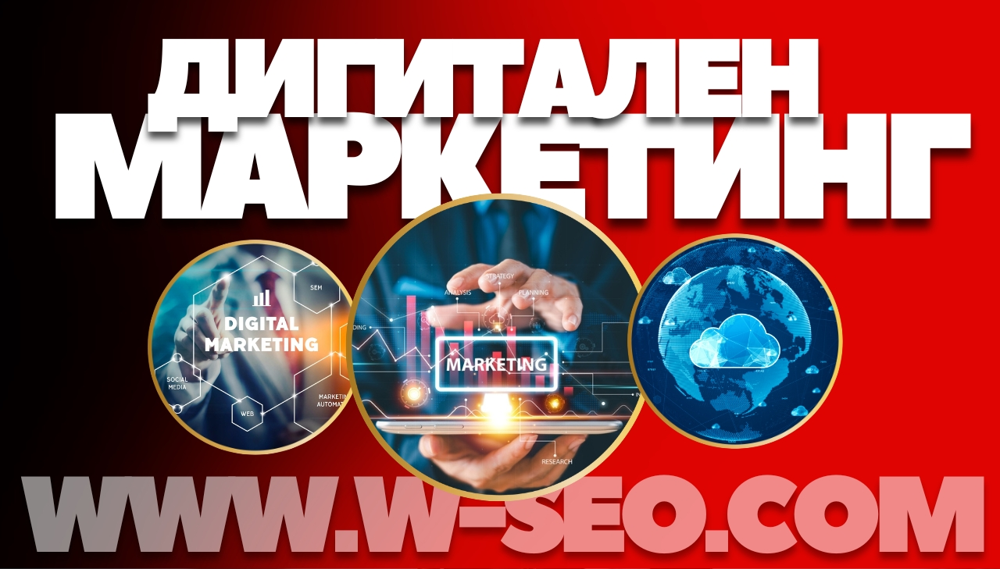 ДИГИТАЛЕН
МАРКЕТИНГ
SEM
DIGITAL
MARKETING
SOCIAL
MEDIA
WEB
STRATEGY
ANALYSIS
PLANNING
MARKETING
RESEARCH
WWW.W-SEO.COM